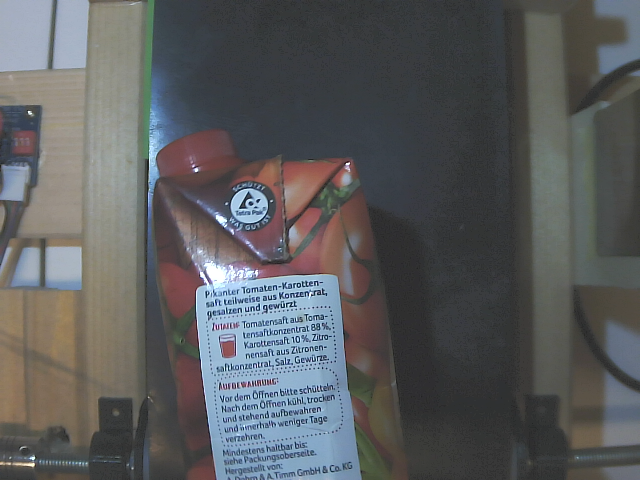 SCHÜTZT
Tetra Pak®
WAS GUT IST
Pikanter Tomaten-Karotten-
saft teilweise aus Konzentrat,
gesalzen und gewürzt
ZUTATEN: Tomatensaft aus Toma-
tensaftkonzentrat 88%,
Karottensaft 10%, Zitro-
nensaft aus Zitronen-
saftkonzentrat, Salz, Gewürze.
AUFBEWAHRUNG:
Vor dem Öffnen bitte schütteln.
Nach dem Öffnen kühl, trocken
und stehend aufbewahren
und innerhalb weniger Tage
verzehren.
Mindestens haltbar bis:
siehe Packungsoberseite.
Hergestellt von:
A. Dohrn & A. Timm GmbH & Co. KG